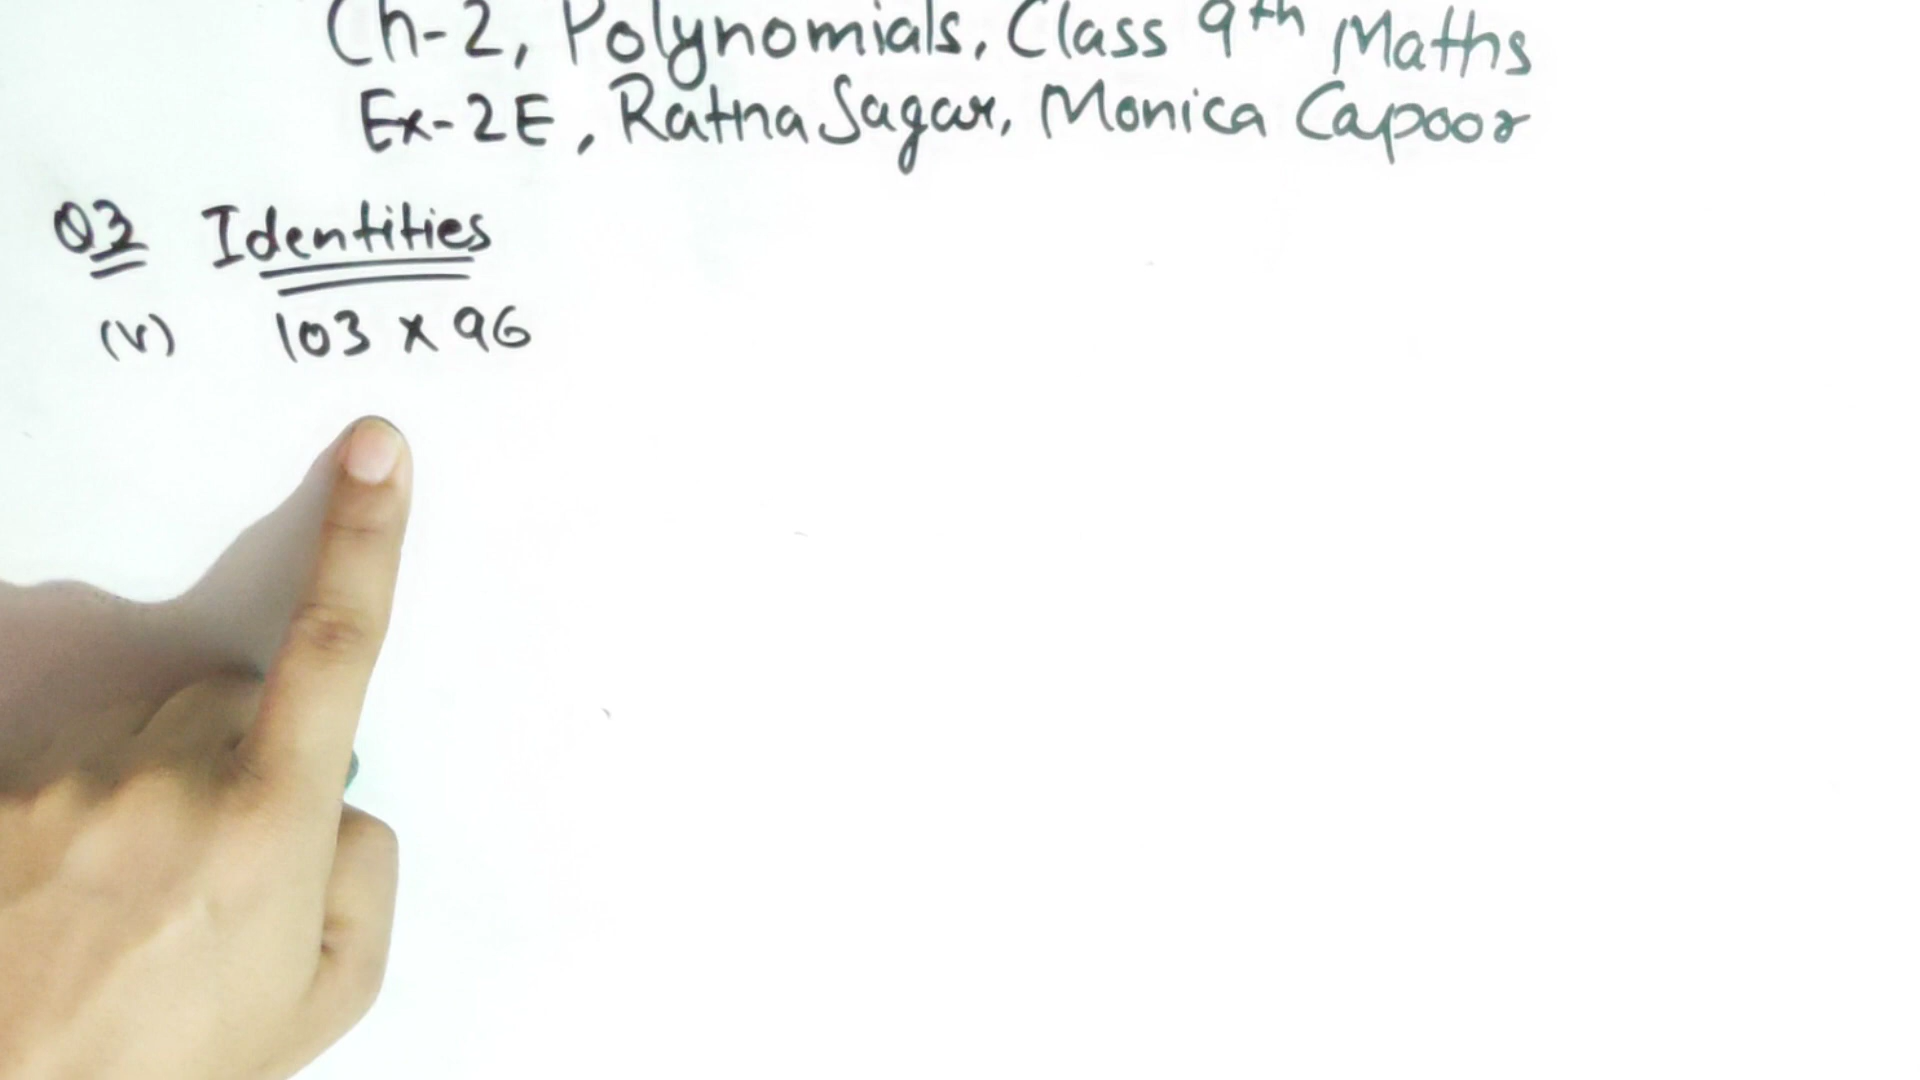 Ch-2, Polynomials, Class 9th Maths
Ex-2E, Ratna Sagar, Monica Capoor
Q3 Identities
(v) 103 x 96